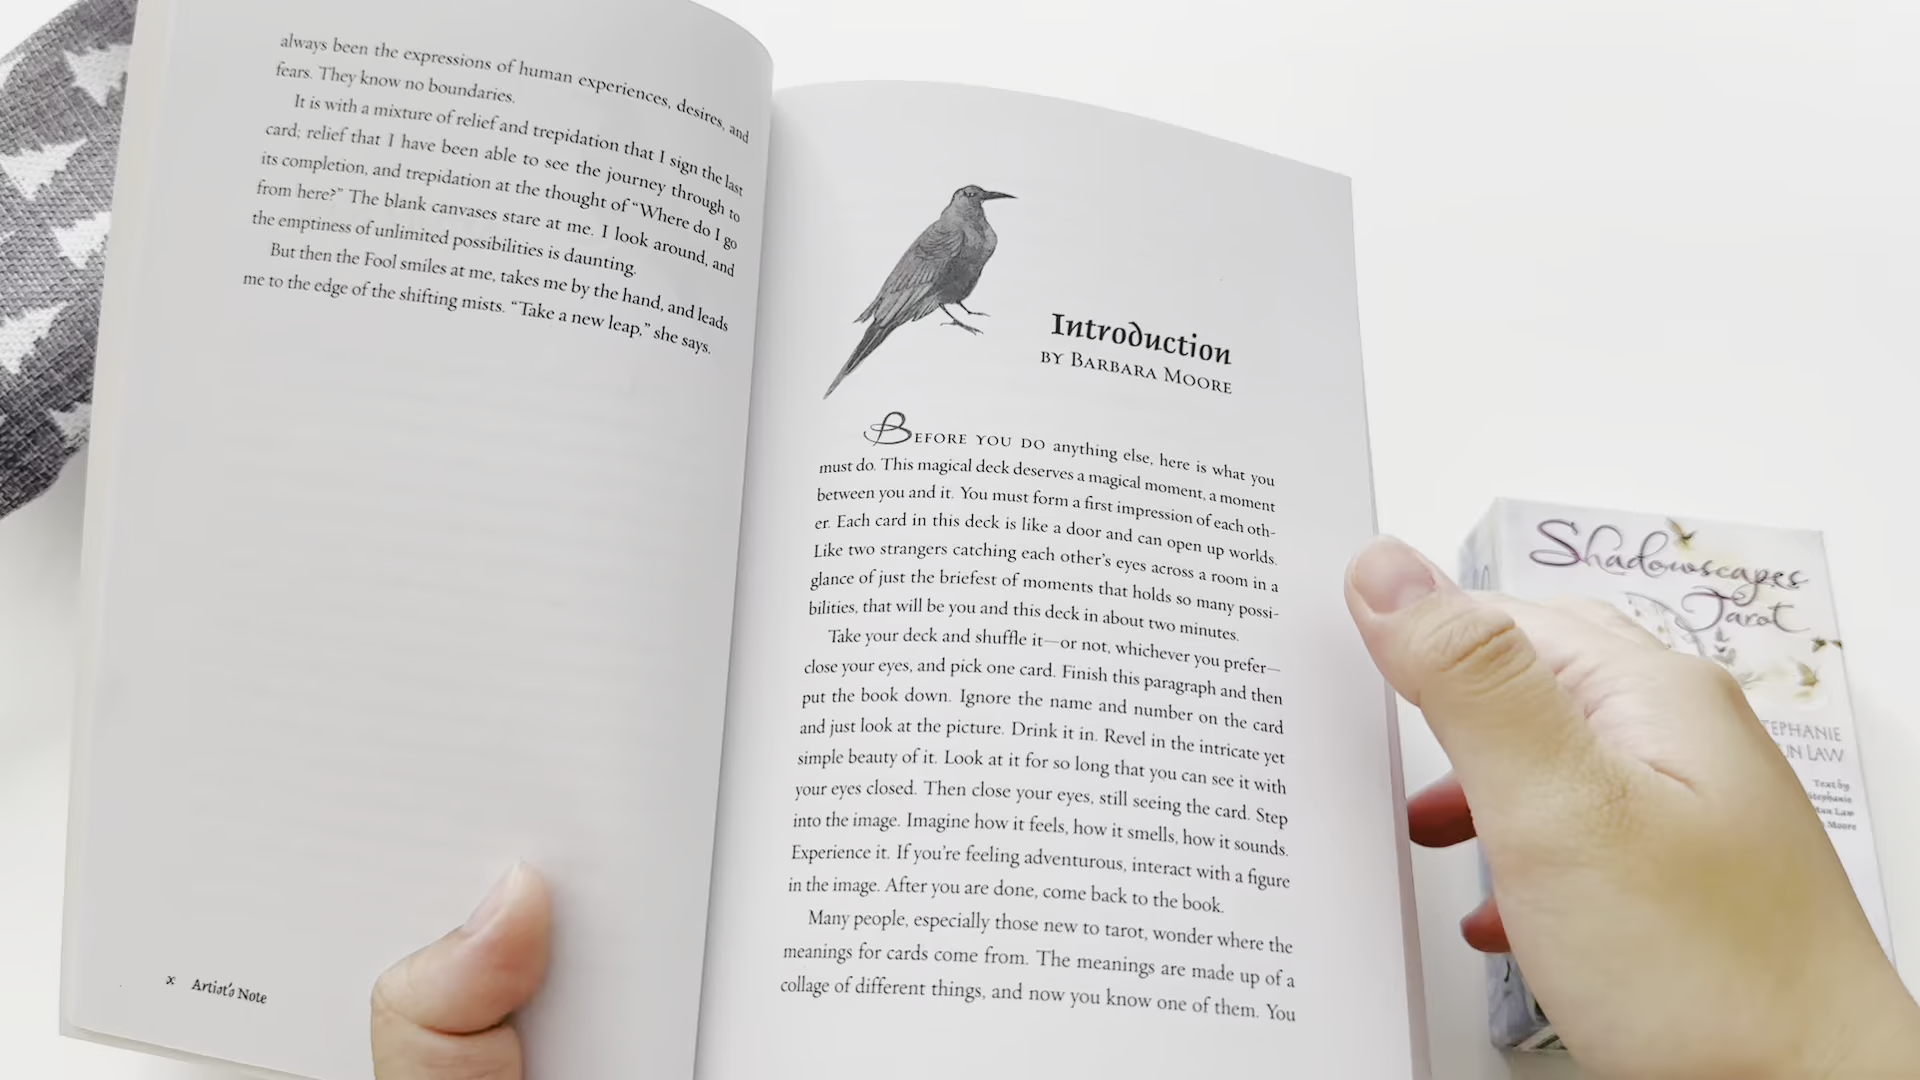 always been the expressions of human experiences, desires, and
fears. They know no boundaries.
It is with a mixture of relief and trepidation that I sign the last
card; relief that I have been able to see the journey through to
its completion, and trepidation at the thought of “Where do I go
from here?” The blank canvases stare at me. I look around, and
the emptiness of unlimited possibilities is daunting.
But then the Fool smiles at me, takes me by the hand, and leads
me to the edge of the shifting mists. “Take a new leap,” she says.
x Artist's Note
Introduction
BY BARBARA MOORE
BEFORE YOU DO anything else, here is what you
must do. This magical deck deserves a magical moment, a moment
between you and it. You must form a first impression of each oth-
er. Each card in this deck is like a door and can open up worlds.
Like two strangers catching each other's eyes across a room in a
glance of just the briefest of moments that holds so many possi-
bilities, that will be you and this deck in about two minutes.
Take your deck and shuffle it—or not, whichever you prefer—
close your eyes, and pick one card. Finish this paragraph and then
put the book down. Ignore the name and number on the card
and just look at the picture. Drink it in. Revel in the intricate yet
simple beauty of it. Look at it for so long that you can see it with
your eyes closed. Then close your eyes, still seeing the card. Step
into the image. Imagine how it feels, how it smells, how it sounds.
Experience it. If you're feeling adventurous, interact with a figure
in the image. After you are done, come back to the book.
Many people, especially those new to tarot, wonder where the
meanings for cards come from. The meanings are made up of a
collage of different things, and now you know one of them. You
Shadowscapes
Tarot
LAW
Text by
Stephanie
Law
Moore